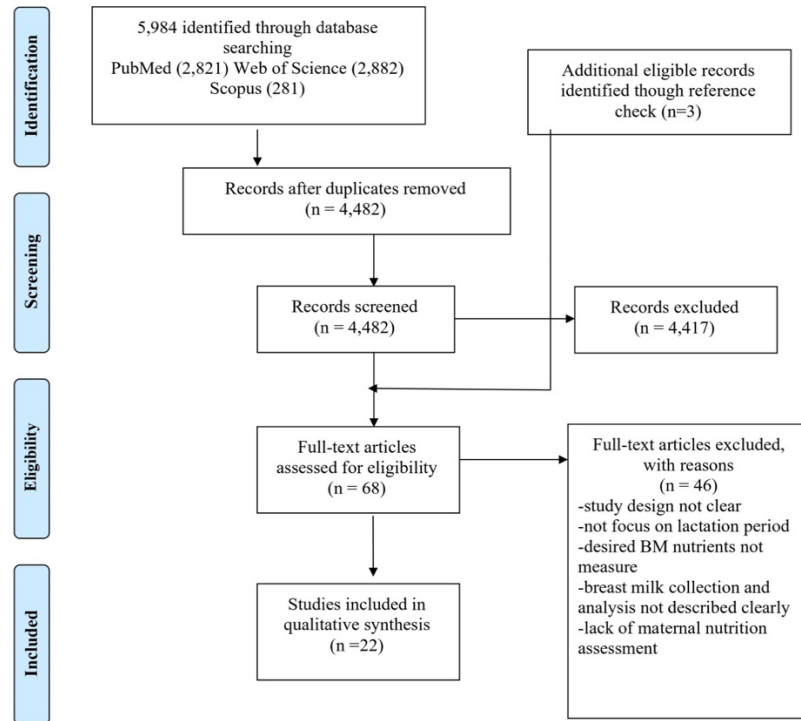 5,984 identified through database
searching
PubMed (2,821) Web of Science (2,882)
Scopus (281)
Additional eligible records
identified though reference
check (n=3)
Identification
Records after duplicates removed
(n = 4,482)
Screening
Records screened
(n = 4,482)
Records excluded
(n = 4,417)
Eligibility
Full-text articles
assessed for eligibility
(n = 68)
Full-text articles excluded,
with reasons
(n = 46)
-study design not clear
-not focus on lactation period
-desired BM nutrients not
measure
-breast milk collection and
analysis not described clearly
-lack of maternal nutrition
assessment
Included
Studies included in
qualitative synthesis
(n =22)